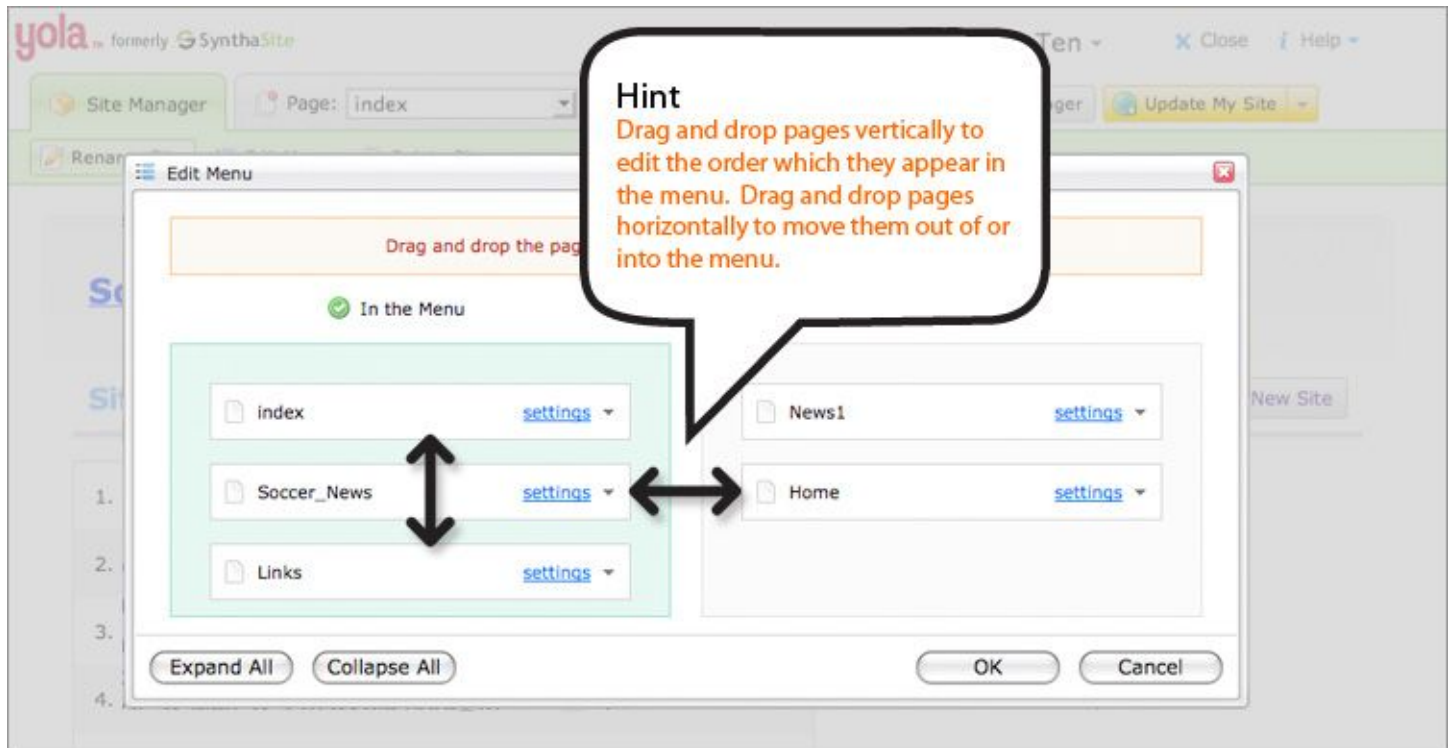 yola TM formerly SynthaSite
Ten
Close
Help
Site Manager
Page: index
Update My Site
Edit Menu
Hint
Drag and drop pages vertically to
edit the order which they appear in
the menu. Drag and drop pages
horizontally to move them out of or
into the menu.
Drag and drop the
In the Menu
index settings
News1 settings
New Site
Soccer_News settings
Home settings
Links settings
1.
2.
3.
4.
Expand All
Collapse All
OK
Cancel